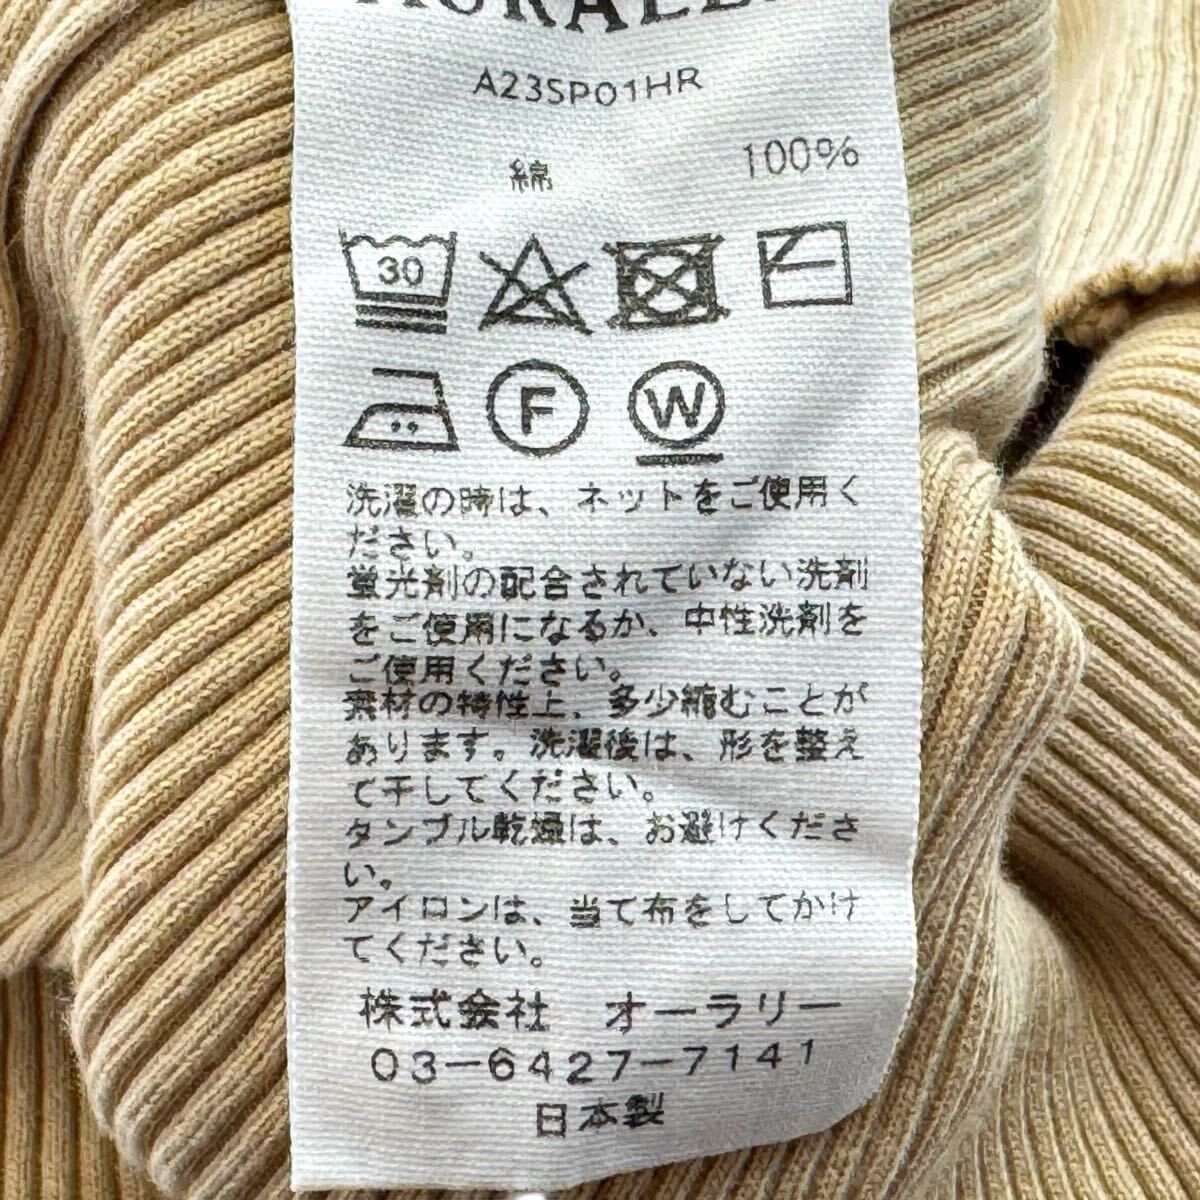 A23SP01HR
綿 100%
30
F W
洗濯の時は、ネットをご使用く
ださい。
蛍光剤の配合されていない洗剤
をご使用になるか、中性洗剤を
ご使用ください。
素材の特性上、多少縮むことが
あります。洗濯後は、形を整え
て干してください。
タンブル乾燥は、お避けくださ
い。
アイロンは、当て布をしてかけ
てください。
株式会社 オーラリー
03-6427-7141
日本製